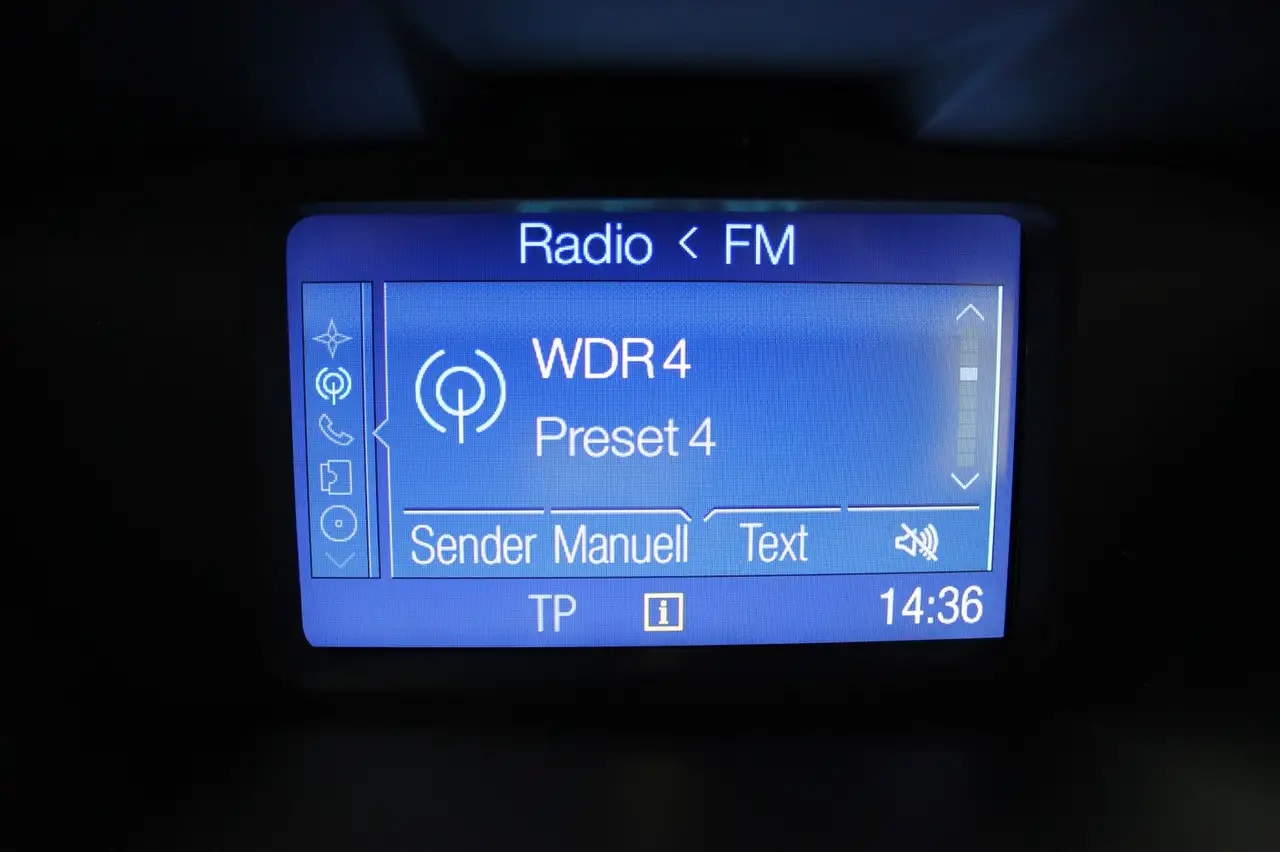 Radio < FM
WDR 4
Preset 4
Sender Manuell Text
TP i 14:36